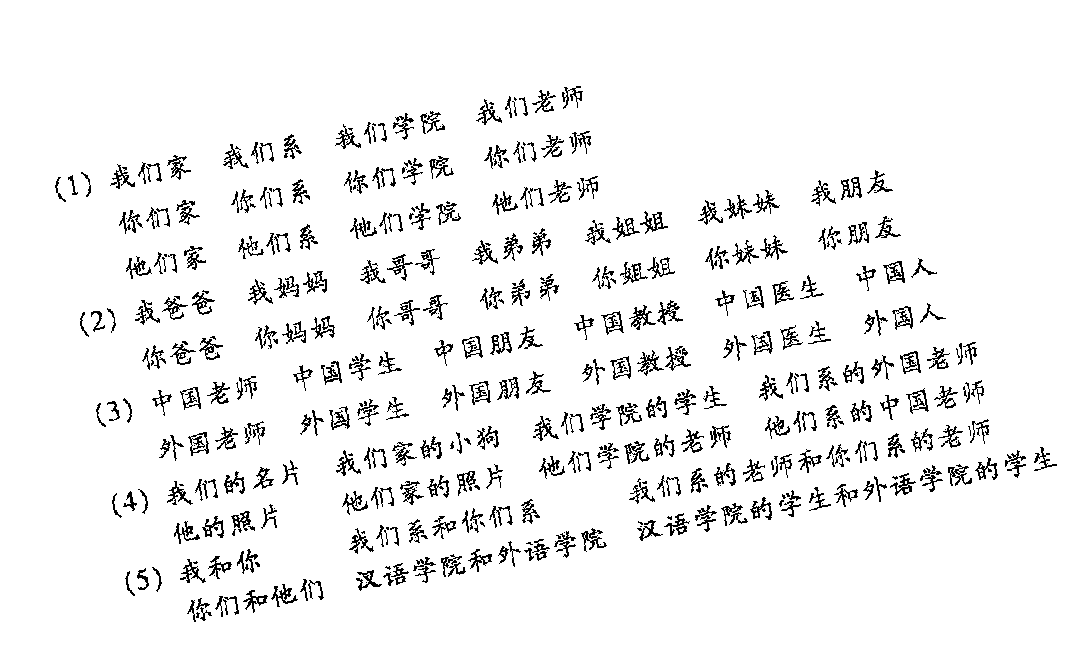 (1) 我们家 我们系 我们学院 我们老师
你们家 你们系 你们学院 你们老师
他们家 他们系 他们学院 他们老师
(2) 我爸爸 我妈妈 我哥哥 我弟弟 我姐姐 我妹妹 我朋友
你爸爸 你妈妈 你哥哥 你弟弟 你姐姐 你妹妹 你朋友
(3) 中国老师 中国学生 中国朋友 中国教授 中国医生 中国人
外国老师 外国学生 外国朋友 外国教授 外国医生 外国人
(4) 我们的名片 我们家的小狗 我们学院的学生 我们系的外国老师
他的照片 他们家的照片 他们学院的老师 他们系的中国老师
(5) 我和你 我们系和你们系 我们系的老师和你们系的老师
你们和他们 汉语学院和外语学院 汉语学院的学生和外语学院的学生